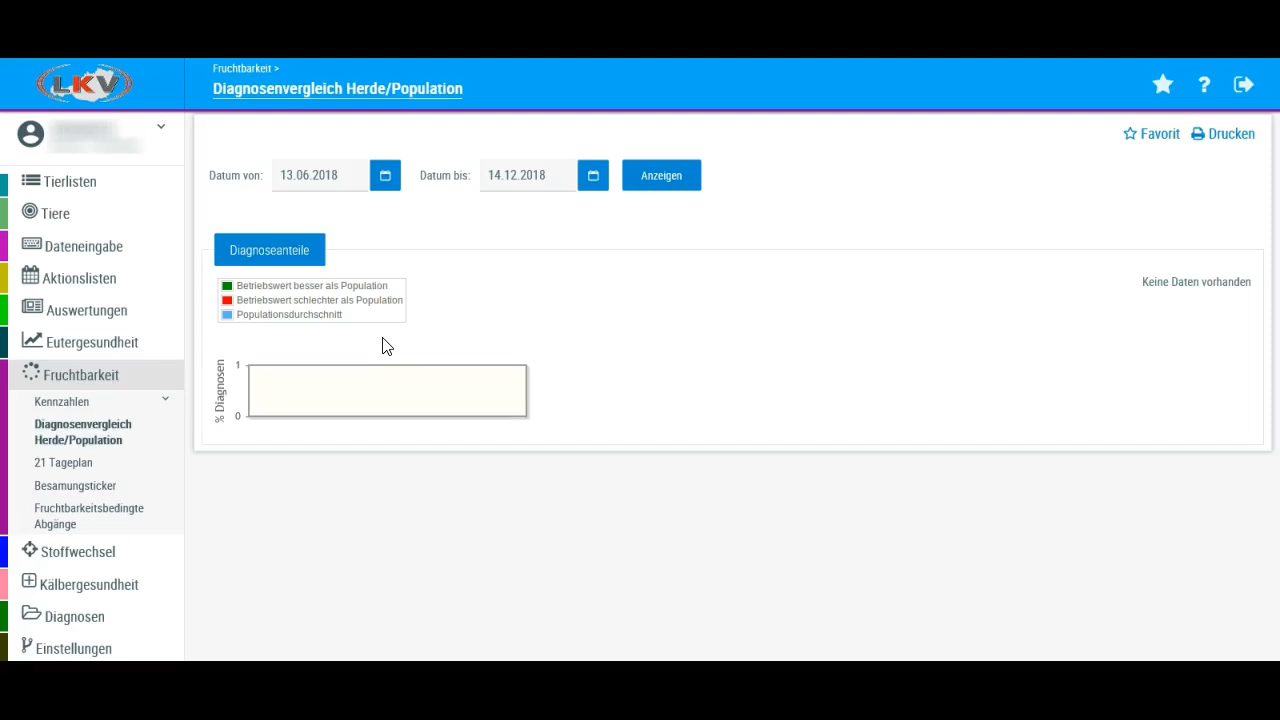 LKV
Fruchtbarkeit >
Diagnosenvergleich Herde/Population
?
Favorit
Drucken
Datum von:
13.06.2018
Datum bis:
14.12.2018
Anzeigen
Tierlisten
Tiere
Dateneingabe
Aktionslisten
Auswertungen
Eutergesundheit
Fruchtbarkeit
Kennzahlen
Diagnosenvergleich
Herde/Population
21 Tageplan
Besamungsticker
Fruchtbarkeitsbedingte
Abgänge
Stoffwechsel
Kälbergesundheit
Diagnosen
Einstellungen
Diagnoseanteile
Betriebswert besser als Population
Betriebswert schlechter als Population
Populationsdurchschnitt
Keine Daten vorhanden
% Diagnosen
1
0